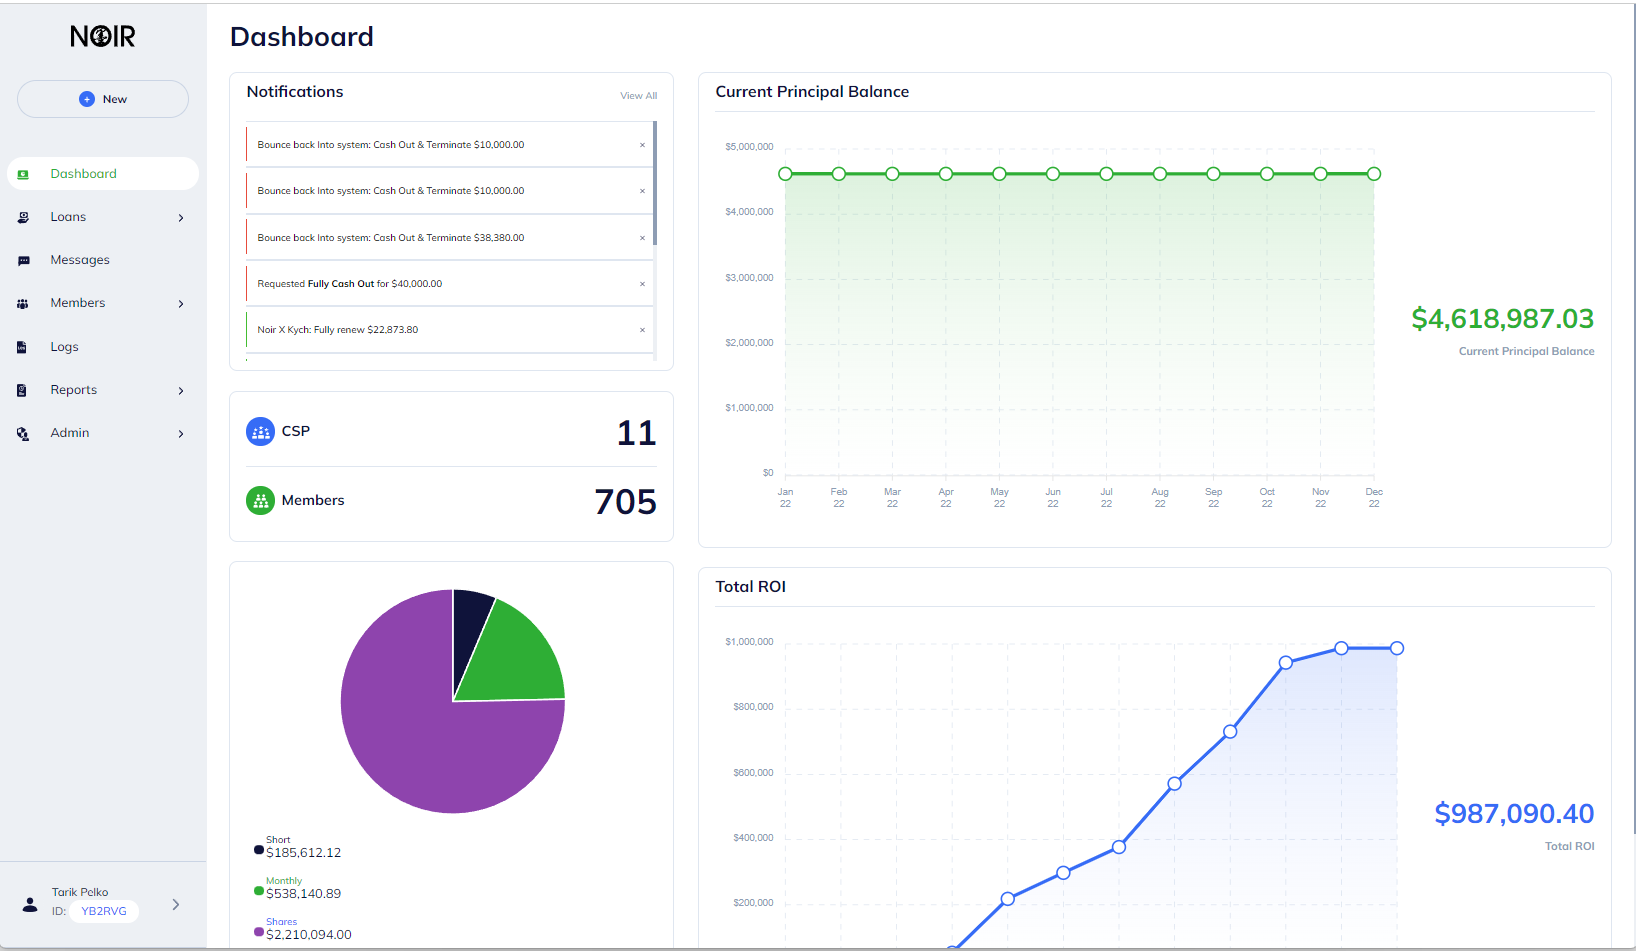 NOIR
New
Dashboard
Loans
Messages
Members
Logs
Reports
Admin
Tarik Pelko
ID: YB2RVG
Dashboard
Notifications
View All
Bounce back Into system: Cash Out & Terminate $10,000.00
Bounce back Into system: Cash Out & Terminate $10,000.00
Bounce back Into system: Cash Out & Terminate $38,380.00
Requested Fully Cash Out for $40,000.00
Noir X Kych: Fully renew $22,873.80
CSP
11
Members
705
Short
$185,612.12
Monthly
$538,140.89
Shares
$2,210,094.00
Current Principal Balance
$5,000,000
$4,000,000
$3,000,000
$2,000,000
$1,000,000
$0
Jan Feb Mar Apr May Jun Jul Aug Sep Oct Nov Dec
22 22 22 22 22 22 22 22 22 22 22 22
$4,618,987.03
Current Principal Balance
Total ROI
$1,000,000
$800,000
$600,000
$400,000
$200,000
$987,090.40
Total ROI